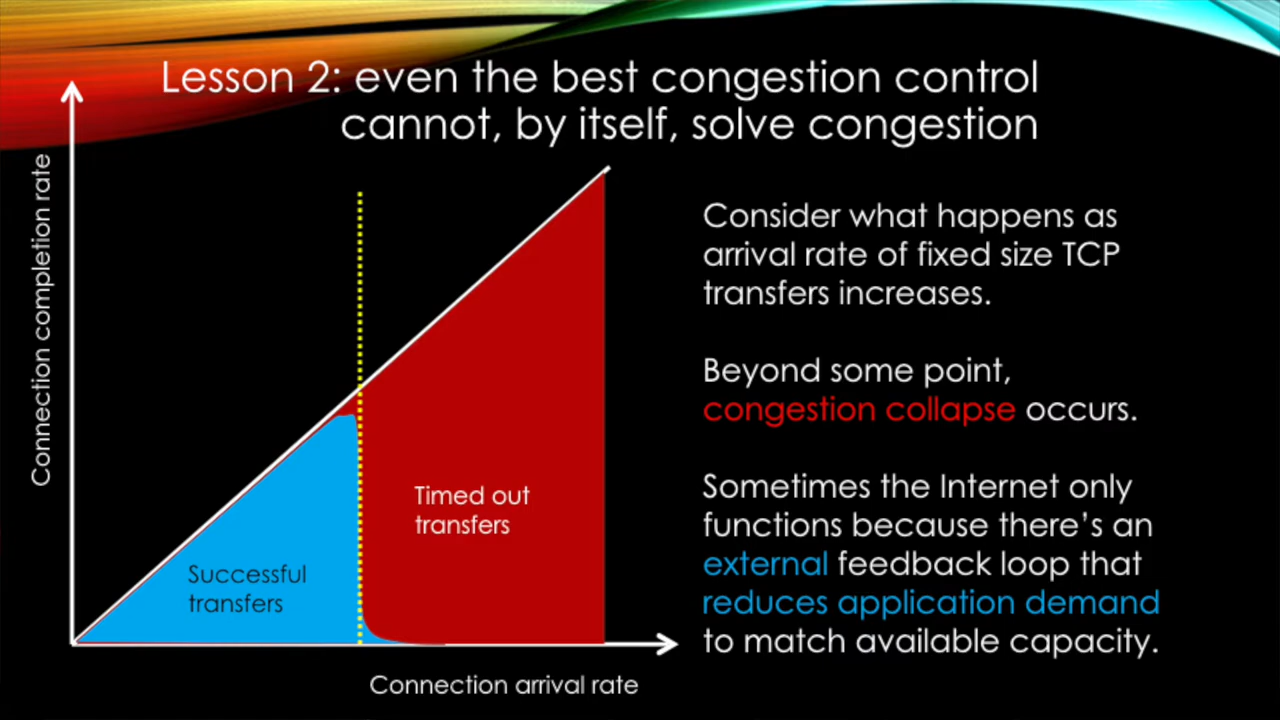 Lesson 2: even the best congestion control
cannot, by itself, solve congestion
Connection completion rate
Consider what happens as
arrival rate of fixed size TCP
transfers increases.
Beyond some point,
congestion collapse occurs.
Sometimes the Internet only
functions because there's an
external feedback loop that
reduces application demand
to match available capacity.
Timed out
transfers
Successful
transfers
Connection arrival rate